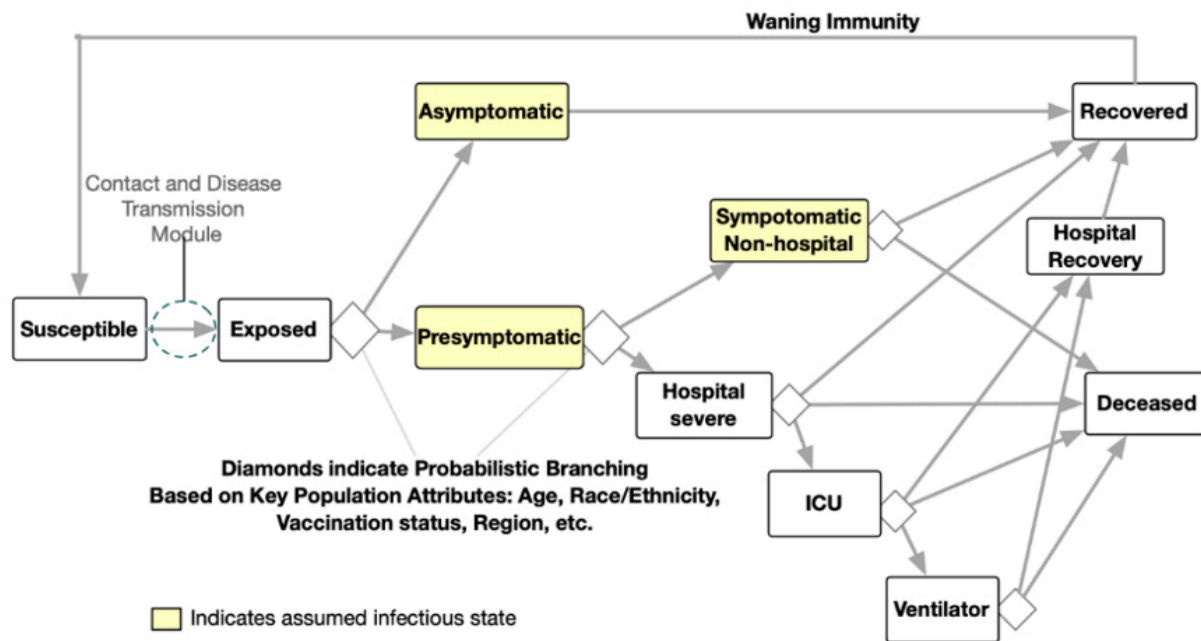 Waning Immunity
Asymptomatic
Recovered
Contact and Disease
Transmission
Module
Sympotomatic
Non-hospital
Hospital
Recovery
Susceptible
Exposed
Presymptomatic
Hospital
severe
Deceased
Diamonds indicate Probabilistic Branching
Based on Key Population Attributes: Age, Race/Ethnicity,
Vaccination status, Region, etc.
ICU
Ventilator
Indicates assumed infectious state